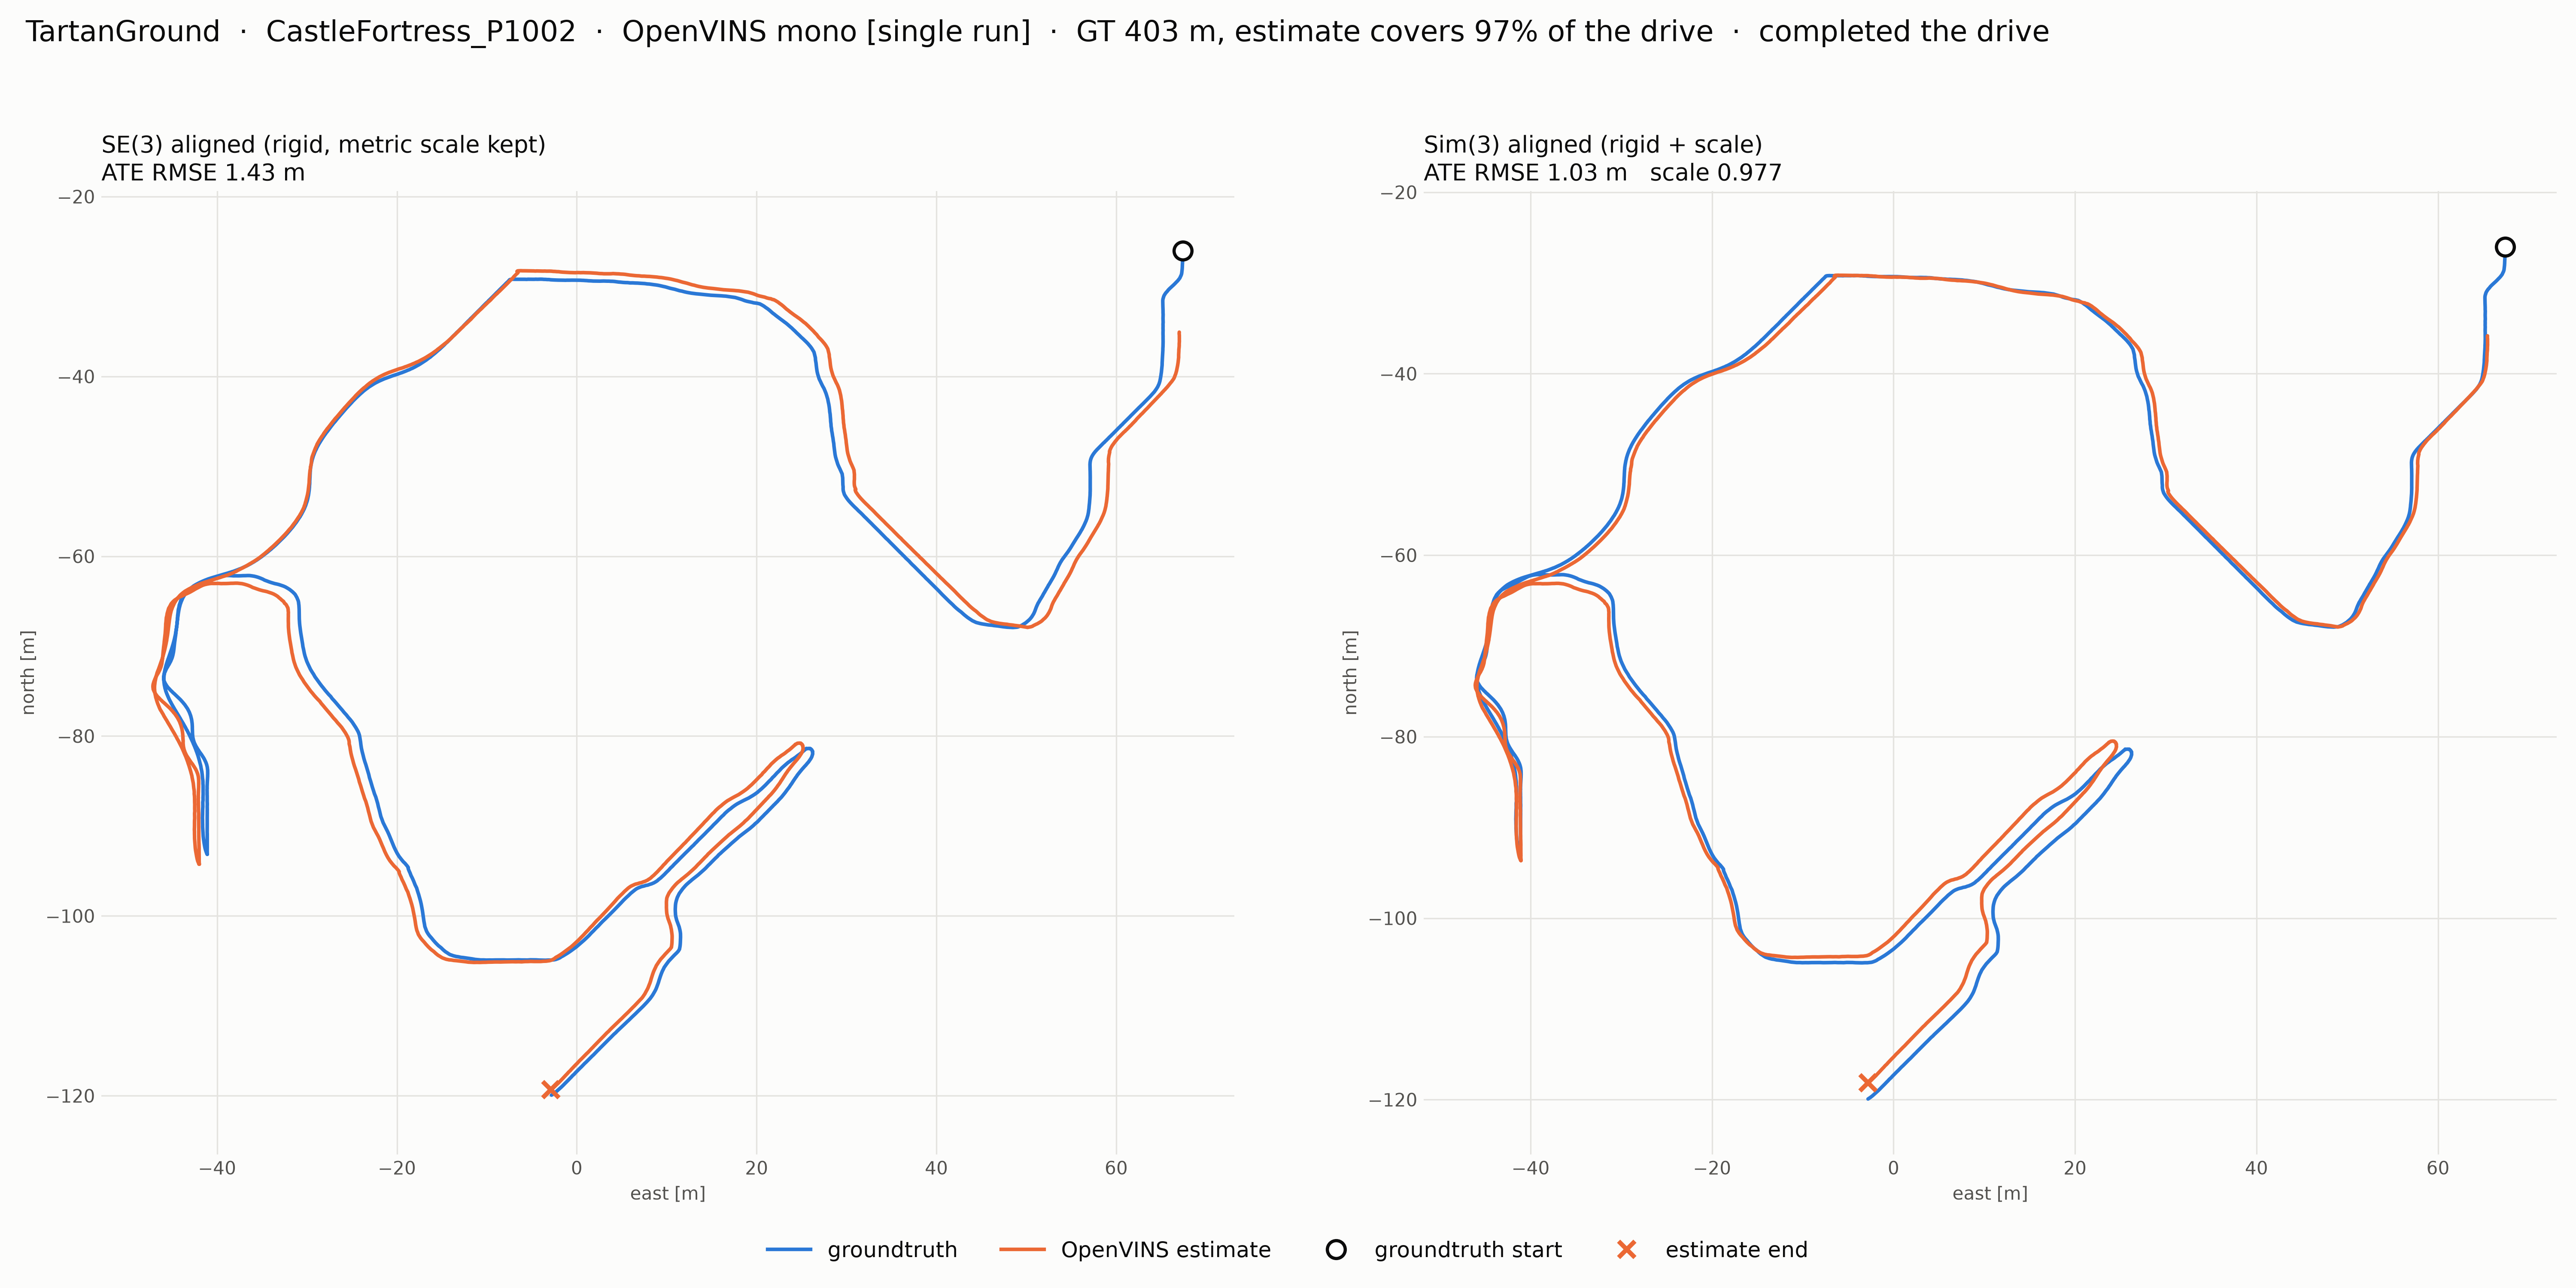 TartanGround · CastleFortress_P1002 · OpenVINS mono [single run] · GT 403 m, estimate covers 97% of the drive · completed the drive
SE(3) aligned (rigid, metric scale kept)
ATE RMSE 1.43 m
−20
−40
−60
−80
−100
−120
north [m]
−40
−20
0
20
40
60
east [m]
Sim(3) aligned (rigid + scale)
ATE RMSE 1.03 m   scale 0.977
−20
−40
−60
−80
−100
−120
north [m]
−40
−20
0
20
40
60
east [m]
groundtruth
OpenVINS estimate
groundtruth start
estimate end